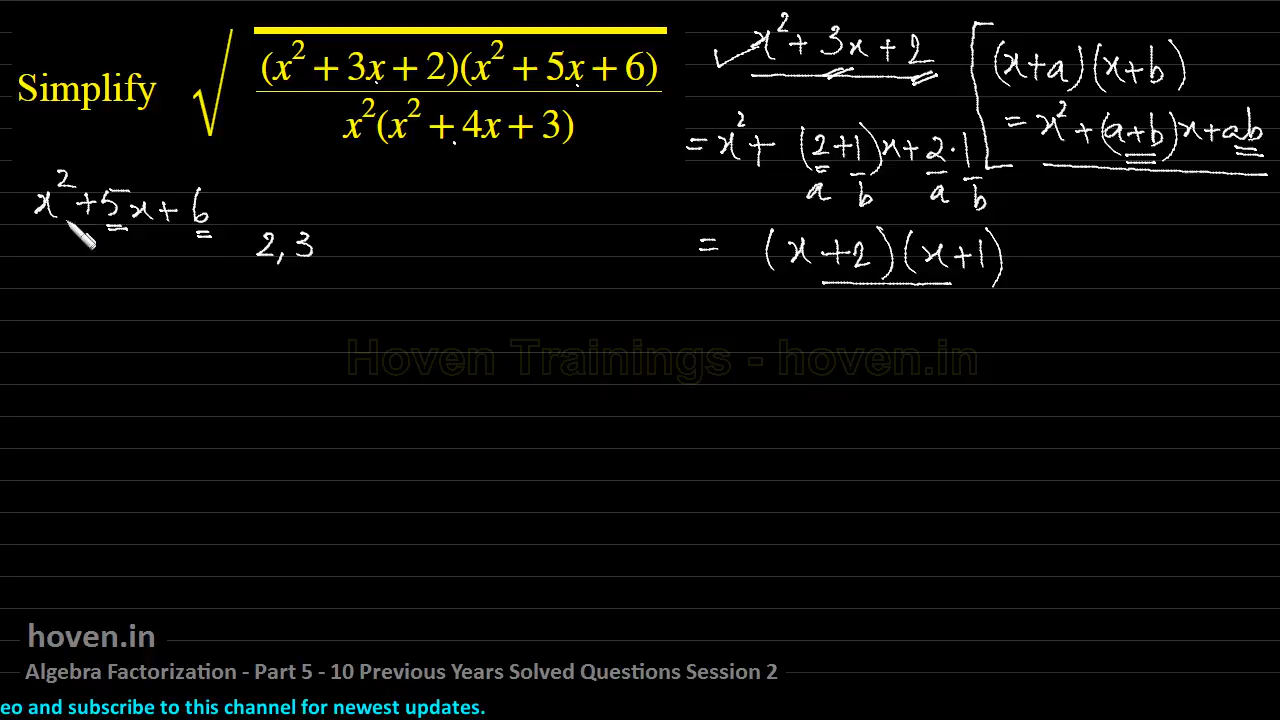 Simplify √((x² + 3x + 2)(x² + 5x + 6) / x²(x² + 4x + 3))
x² + 5x + 6
2, 3
✓ x² + 3x + 2
= x² + (2+1)x + 2·1
a b a b
= (x+2)(x+1)
(x+a)(x+b)
= x² + (a+b)x + ab
Hoven Trainings - hoven.in
hoven.in
Algebra Factorization - Part 5 - 10 Previous Years Solved Questions Session 2
eo and subscribe to this channel for newest updates.